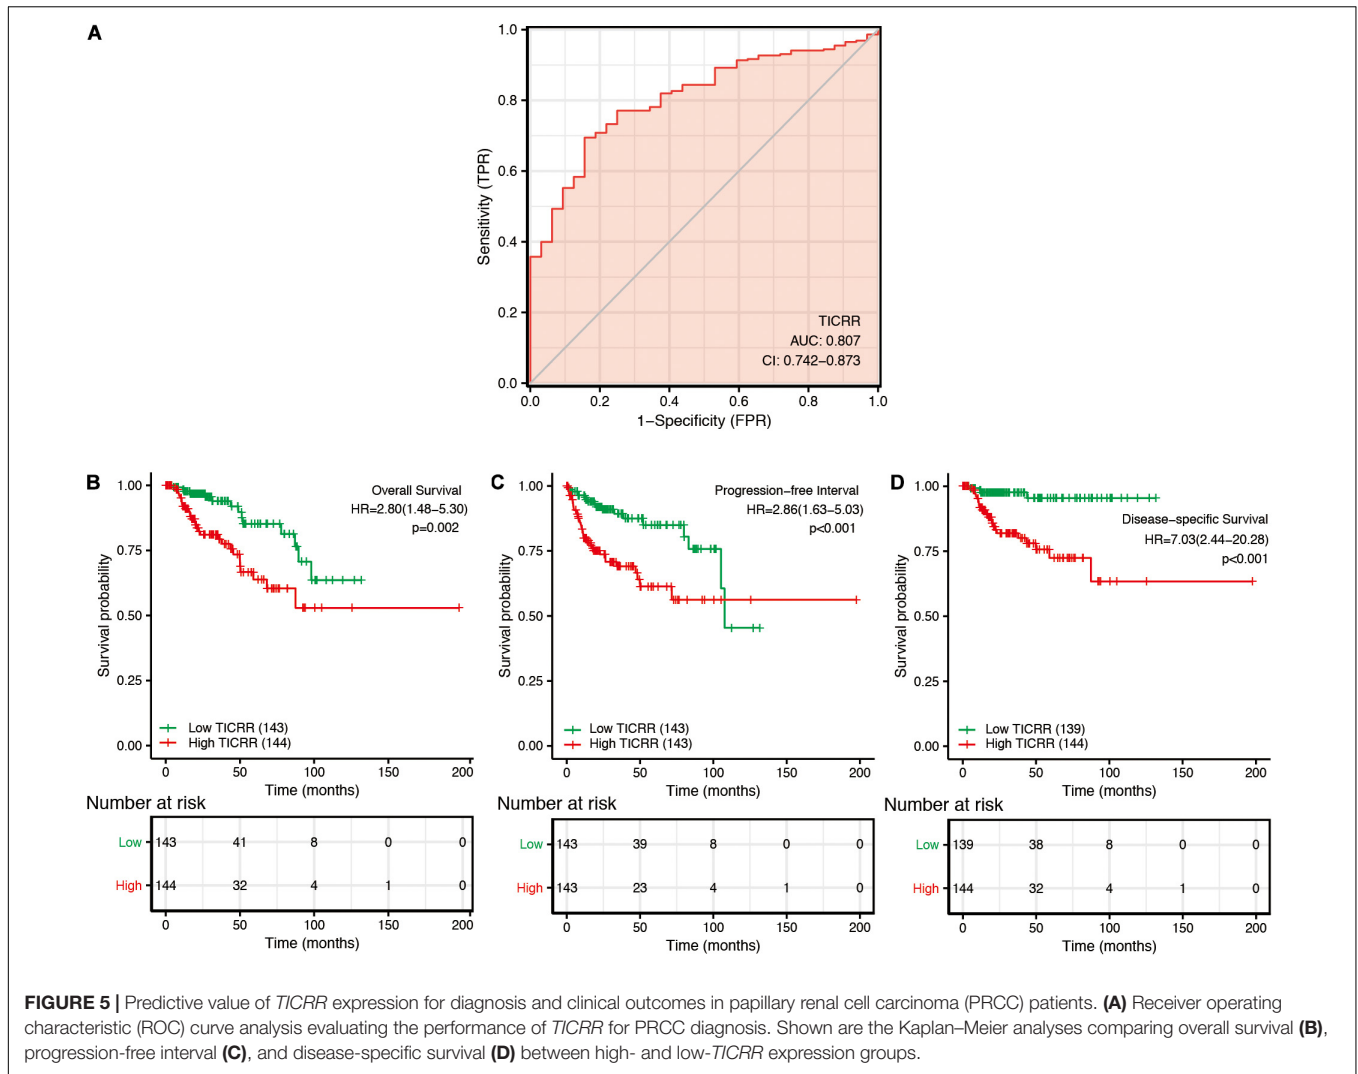 A
1.0
0.8
0.6
0.4
0.2
0.0
Sensitivity (TPR)
TICRR
AUC: 0.807
CI: 0.742–0.873
0.0 0.2 0.4 0.6 0.8 1.0
1–Specificity (FPR)
B
1.00
0.75
0.50
0.25
0.00
Survival probability
Overall Survival
HR=2.80(1.48–5.30)
p=0.002
Low TICRR (143)
High TICRR (144)
0 50 100 150 200
Time (months)
Number at risk
Low 143 41 8 0 0
High 144 32 4 1 0
0 50 100 150 200
Time (months)
C
1.00
0.75
0.50
0.25
0.00
Survival probability
Progression–free Interval
HR=2.86(1.63–5.03)
p<0.001
Low TICRR (143)
High TICRR (143)
0 50 100 150 200
Time (months)
Number at risk
Low 143 39 8 0 0
High 143 23 4 1 0
0 50 100 150 200
Time (months)
D
1.00
0.75
0.50
0.25
0.00
Survival probability
Disease–specific Survival
HR=7.03(2.44–20.28)
p<0.001
Low TICRR (139)
High TICRR (144)
0 50 100 150 200
Time (months)
Number at risk
Low 139 38 8 0 0
High 144 32 4 1 0
0 50 100 150 200
Time (months)
FIGURE 5 | Predictive value of TICRR expression for diagnosis and clinical outcomes in papillary renal cell carcinoma (PRCC) patients. (A) Receiver operating
characteristic (ROC) curve analysis evaluating the performance of TICRR for PRCC diagnosis. Shown are the Kaplan–Meier analyses comparing overall survival (B),
progression-free interval (C), and disease-specific survival (D) between high- and low-TICRR expression groups.